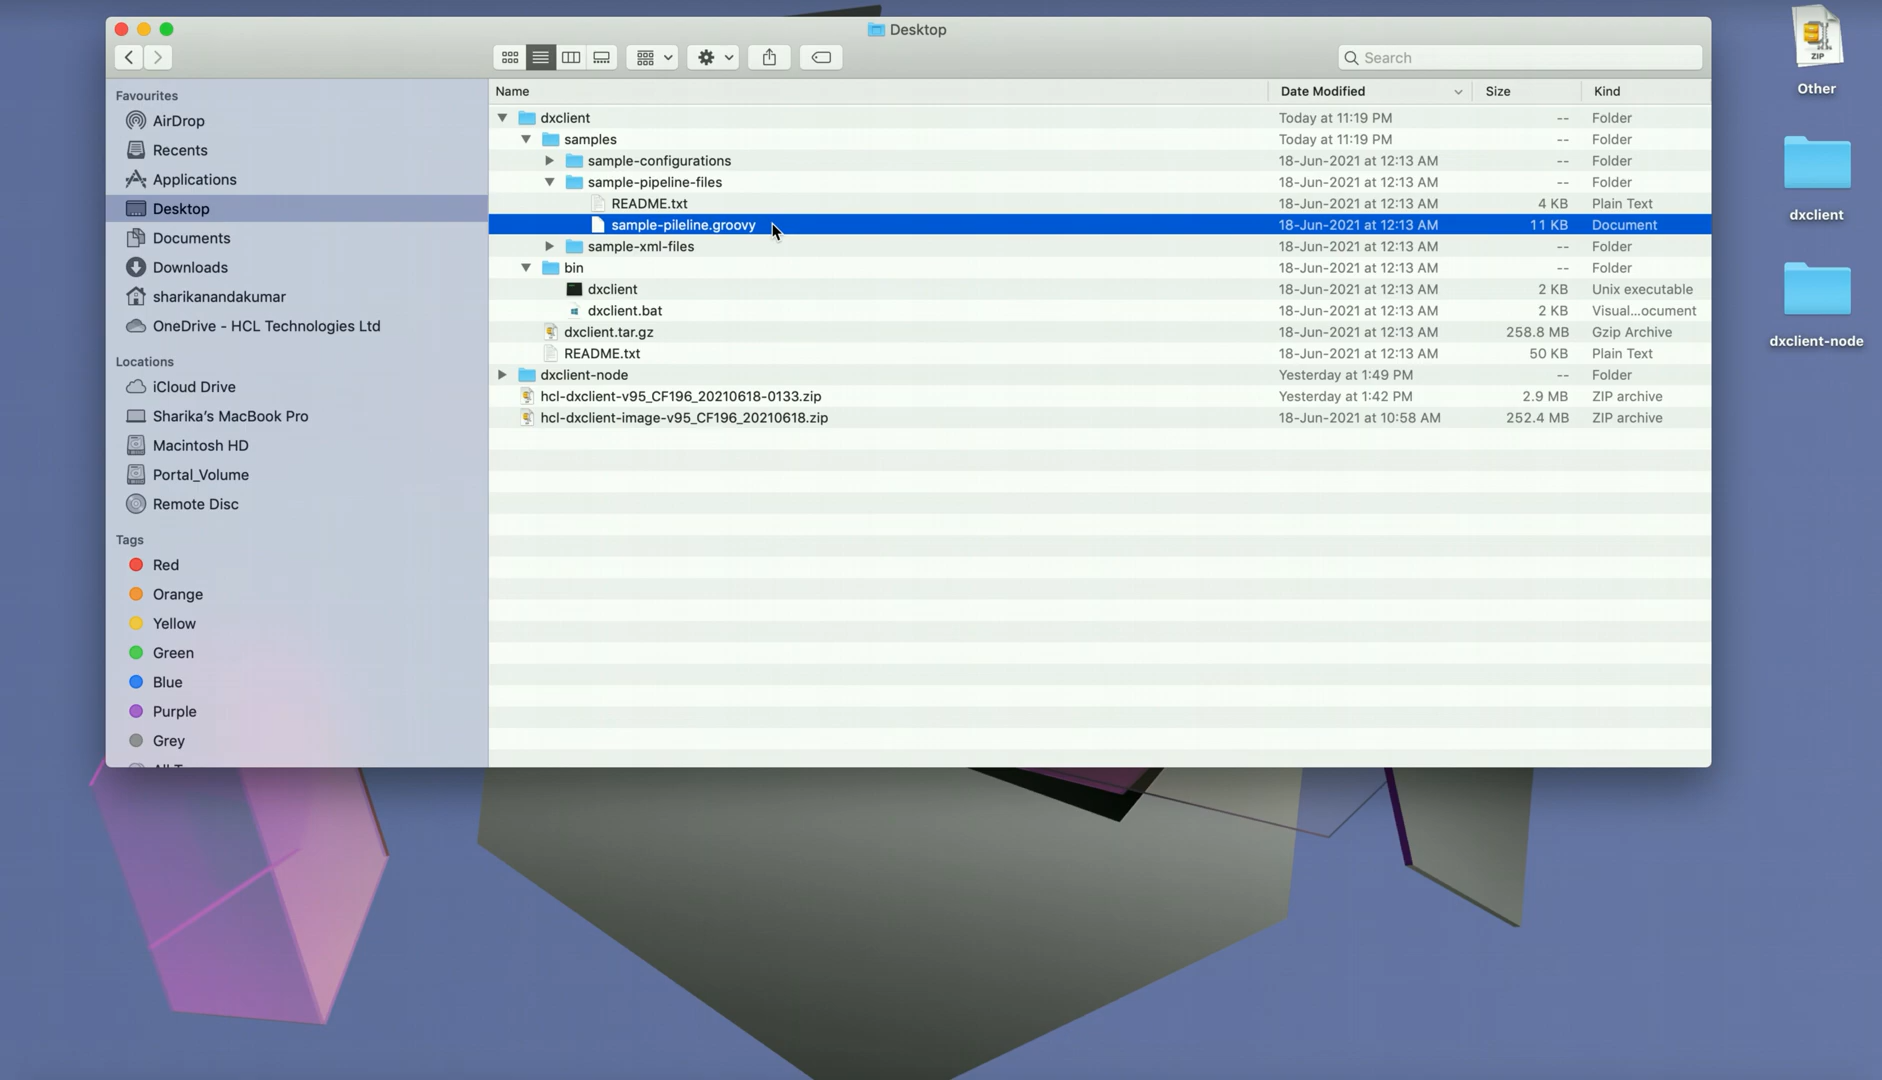 Desktop
Search
ZIP
Other
dxclient
dxclient-node
Favourites
AirDrop
Recents
Applications
Desktop
Documents
Downloads
sharikanandakumar
OneDrive - HCL Technologies Ltd
Locations
iCloud Drive
Sharika’s MacBook Pro
Macintosh HD
Portal_Volume
Remote Disc
Tags
Red
Orange
Yellow
Green
Blue
Purple
Grey
Name Date Modified Size Kind
dxclient Today at 11:19 PM -- Folder
samples Today at 11:19 PM -- Folder
sample-configurations 18-Jun-2021 at 12:13 AM -- Folder
sample-pipeline-files 18-Jun-2021 at 12:13 AM -- Folder
README.txt 18-Jun-2021 at 12:13 AM 4 KB Plain Text
sample-pileline.groovy 18-Jun-2021 at 12:13 AM 11 KB Document
sample-xml-files 18-Jun-2021 at 12:13 AM -- Folder
bin 18-Jun-2021 at 12:13 AM -- Folder
dxclient 18-Jun-2021 at 12:13 AM 2 KB Unix executable
dxclient.bat 18-Jun-2021 at 12:13 AM 2 KB Visual...ocument
dxclient.tar.gz 18-Jun-2021 at 12:13 AM 258.8 MB Gzip Archive
README.txt 18-Jun-2021 at 12:13 AM 50 KB Plain Text
dxclient-node Yesterday at 1:49 PM -- Folder
hcl-dxclient-v95_CF196_20210618-0133.zip Yesterday at 1:42 PM 2.9 MB ZIP archive
hcl-dxclient-image-v95_CF196_20210618.zip 18-Jun-2021 at 10:58 AM 252.4 MB ZIP archive